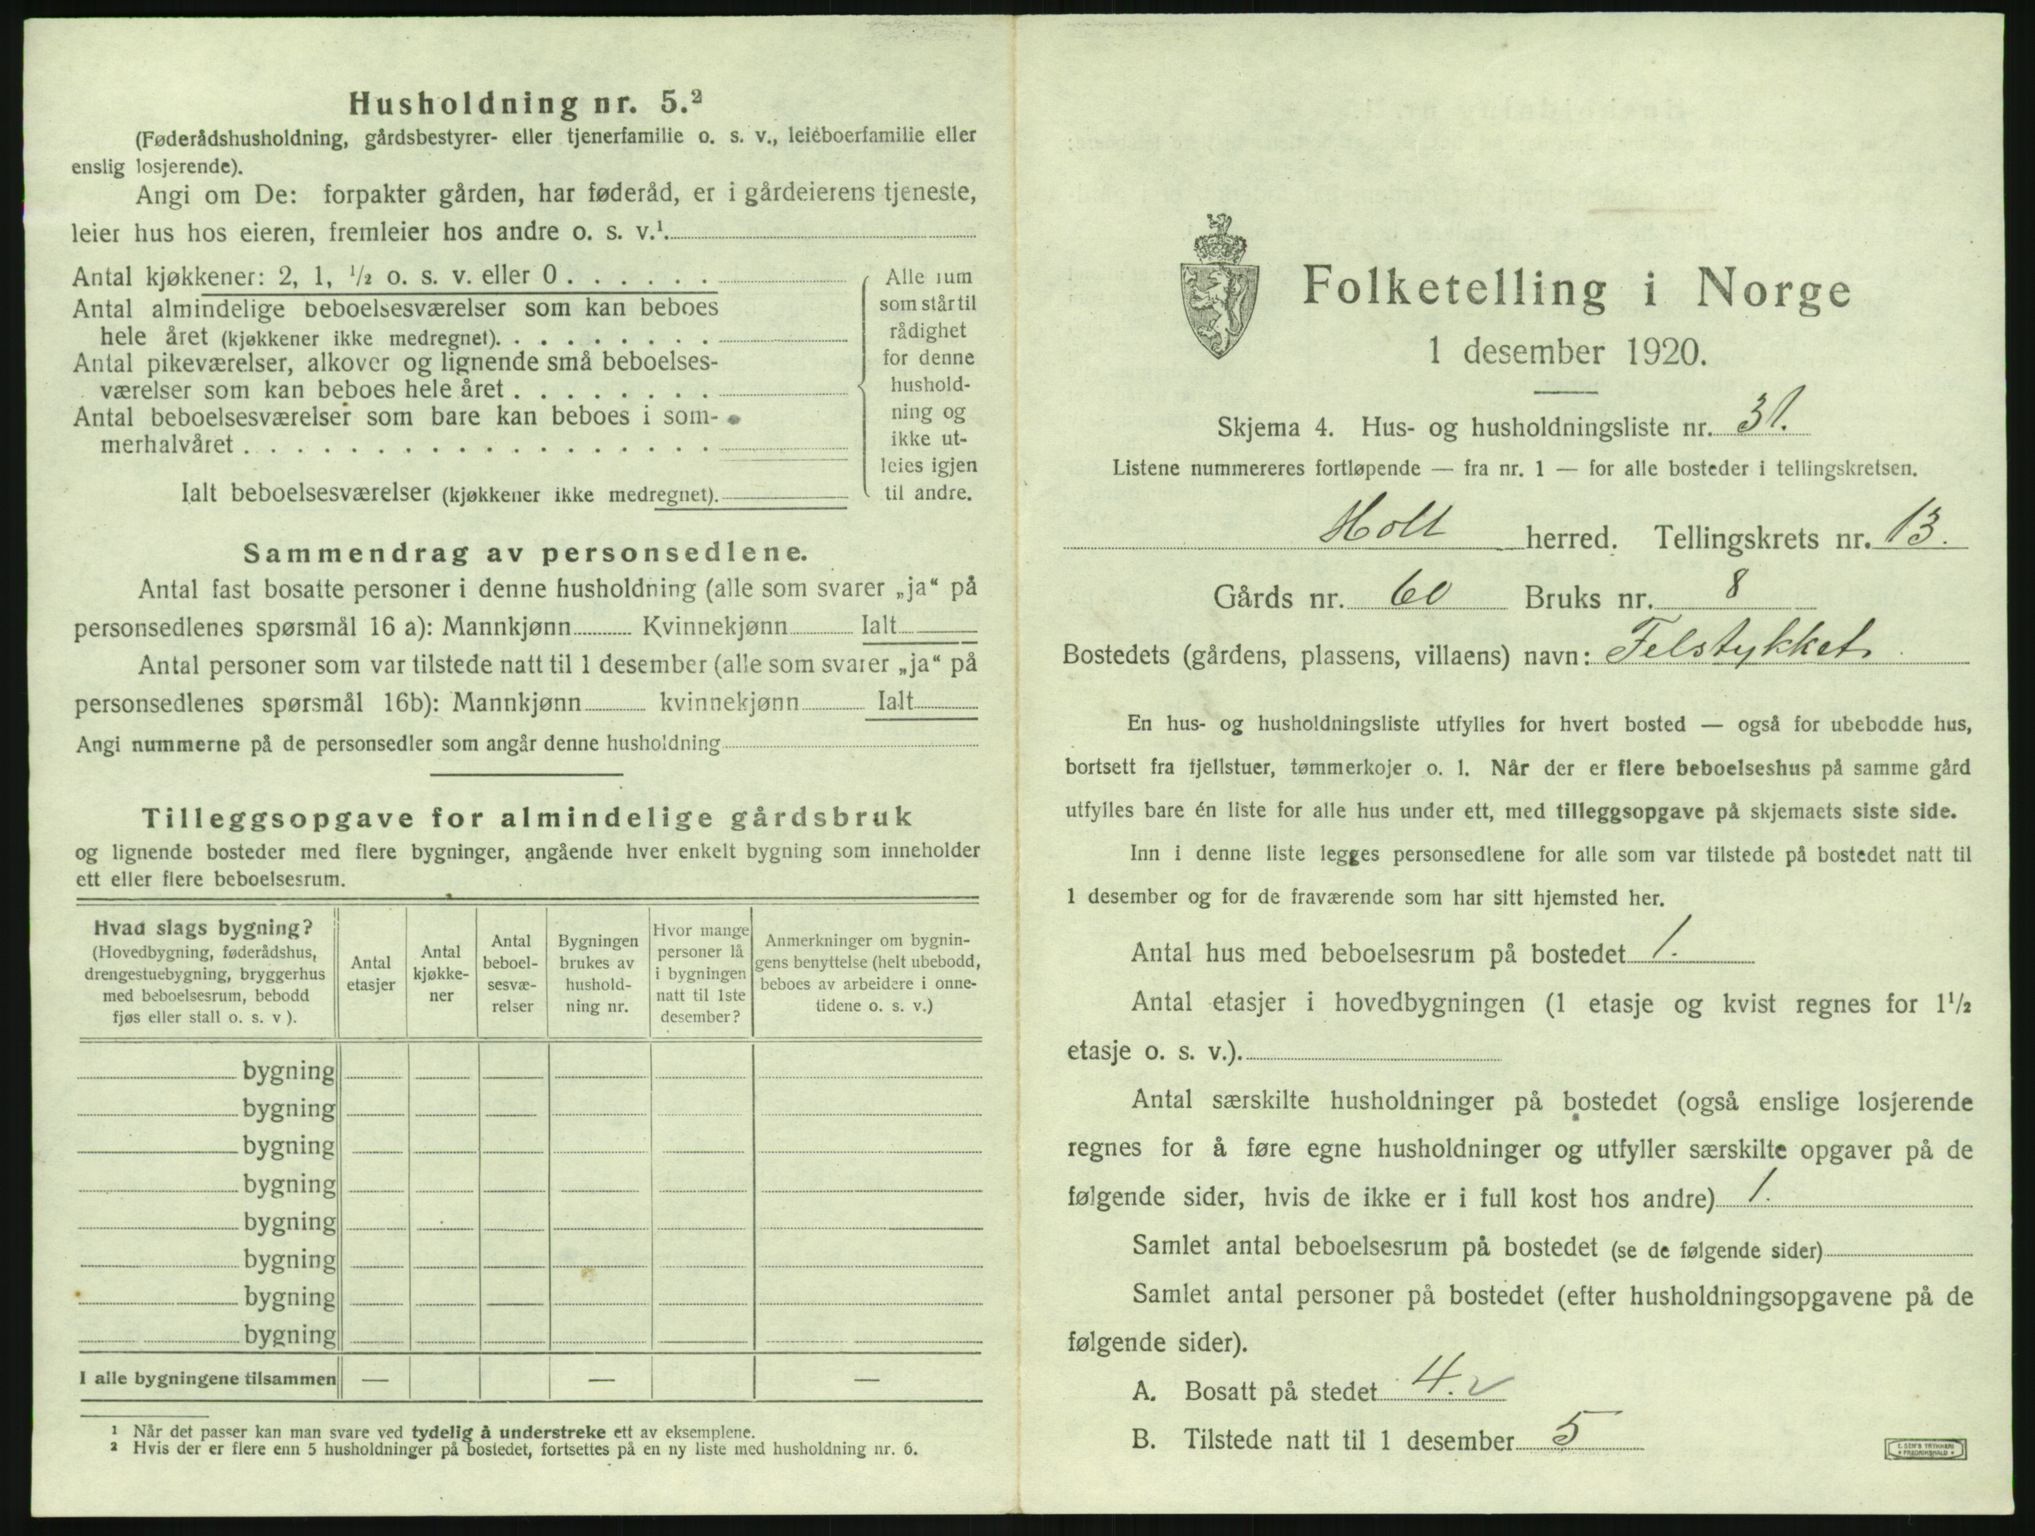 Husholdning nr. 5.²
(Føderådshusholdning, gårdsbestyrer- eller tjenerfamilie o. s. v., leieboerfamilie eller
enslig losjerende).
Angi om De: forpakter gården, har føderåd, er i gårdeierens tjeneste,
leier hus hos eieren, fremleier hos andre o. s. v.¹.
Antal kjøkkener: 2, 1, ½ o. s. v. eller 0 . . . . . .
Antal almindelige beboelsesværelser som kan beboes
hele året (kjøkkener ikke medregnet). . . . . . . . .
Antal pikeværelser, alkover og lignende små beboelses-
værelser som kan beboes hele året . . . . . . . .
Antal beboelsesværelser som bare kan beboes i som-
merhalvåret . . . . . . . . . . . . . . . . . .
Ialt beboelsesværelser (kjøkkener ikke medregnet).
Alle rum
som står til
rådighet
for denne
hushold-
ning og
ikke ut-
leies igjen
til andre.
Sammendrag av personsedlene.
Antal fast bosatte personer i denne husholdning (alle som svarer „ja“ på
personsedlenes spørsmål 16 a): Mannkjønn Kvinnekjønn Ialt
Antal personer som var tilstede natt til 1 desember (alle som svarer „ja“ på
personsedlenes spørsmål 16b): Mannkjønn kvinnekjønn Ialt
Angi nummerne på de personsedler som angår denne husholdning
Tilleggsopgave for almindelige gårdsbruk
og lignende bosteder med flere bygninger, angående hver enkelt bygning som inneholder
ett eller flere beboelsesrum.
Hvad slags bygning?
(Hovedbygning, føderådshus,
drengestuebygning, bryggerhus
med beboelsesrum, bebodd
fjøs eller stall o. s. v ).
Antal
etasjer
Antal
kjøkke-
ner
Antal
beboel-
sesvæ-
relser
Bygningen
brukes av
hushold-
ning nr.
Hvor mange
personer lå
i bygningen
natt til 1ste
desember?
Anmerkninger om bygnin-
gens benyttelse (helt ubebodd,
beboes av arbeidere i onne-
tidene o. s. v.)
bygning
bygning
bygning
bygning
bygning
bygning
bygning
bygning
I alle bygningene tilsammen — — —
¹ Når det passer kan man svare ved tydelig å understreke ett av eksemplene.
² Hvis der er flere enn 5 husholdninger på bostedet, fortsettes på en ny liste med husholdning nr. 6.
Folketelling i Norge
1 desember 1920.
Skjema 4. Hus- og husholdningsliste nr. 31.
Listene nummereres fortløpende — fra nr. 1 — for alle bosteder i tellingskretsen.
Holt herred. Tellingskrets nr. 13.
Gårds nr. 60 Bruks nr. 8
Bostedets (gårdens, plassens, villaens) navn: Felstykket
En hus- og husholdningsliste utfylles for hvert bosted — også for ubebodde hus,
bortsett fra fjellstuer, tømmerkojer o. l. Når der er flere beboelseshus på samme gård
utfylles bare én liste for alle hus under ett, med tilleggsopgave på skjemaets siste side.
Inn i denne liste legges personsedlene for alle som var tilstede på bostedet natt til
1 desember og for de fraværende som har sitt hjemsted her.
Antal hus med beboelsesrum på bostedet 1.
Antal etasjer i hovedbygningen (1 etasje og kvist regnes for 1½
etasje o. s. v.).
Antal særskilte husholdninger på bostedet (også enslige losjerende
regnes for å føre egne husholdninger og utfyller særskilte opgaver på de
følgende sider, hvis de ikke er i full kost hos andre) 1.
Samlet antal beboelsesrum på bostedet (se de følgende sider)
Samlet antal personer på bostedet (efter husholdningsopgavene på de
følgende sider).
A. Bosatt på stedet 4. ✓
B. Tilstede natt til 1 desember 5